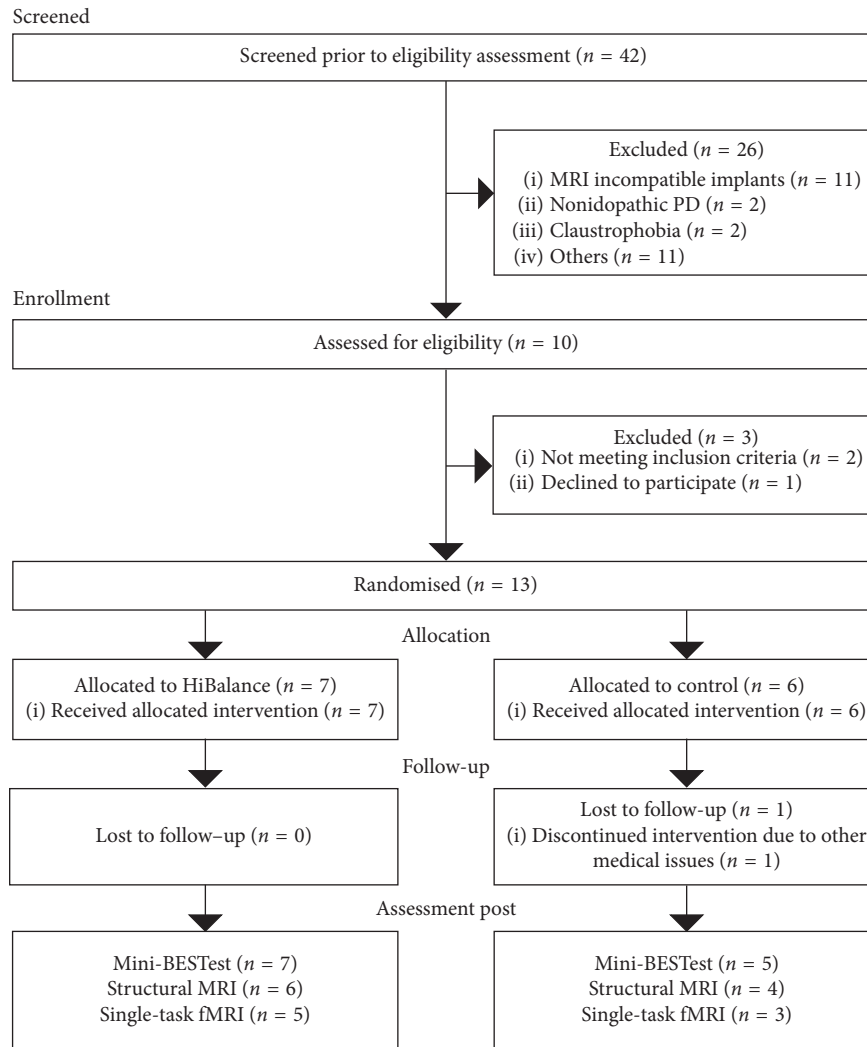 Screened
Screened prior to eligibility assessment (n = 42)
Excluded (n = 26)
(i) MRI incompatible implants (n = 11)
(ii) Nonidopathic PD (n = 2)
(iii) Claustrophobia (n = 2)
(iv) Others (n = 11)
Enrollment
Assessed for eligibility (n = 10)
Excluded (n = 3)
(i) Not meeting inclusion criteria (n = 2)
(ii) Declined to participate (n = 1)
Randomised (n = 13)
Allocation
Allocated to HiBalance (n = 7)
(i) Received allocated intervention (n = 7)
Allocated to control (n = 6)
(i) Received allocated intervention (n = 6)
Follow-up
Lost to follow–up (n = 0)
Lost to follow-up (n = 1)
(i) Discontinued intervention due to other
medical issues (n = 1)
Assessment post
Mini-BESTest (n = 7)
Structural MRI (n = 6)
Single-task fMRI (n = 5)
Mini-BESTest (n = 5)
Structural MRI (n = 4)
Single-task fMRI (n = 3)